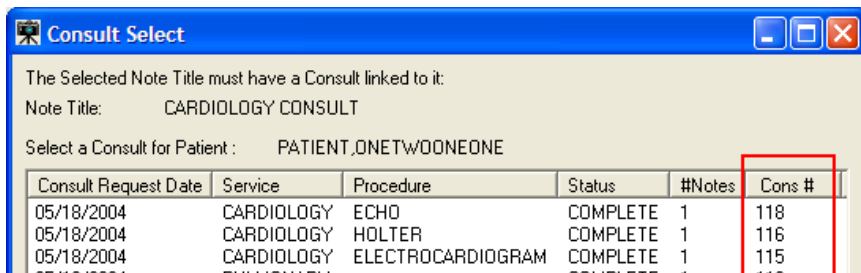 Consult Select
The Selected Note Title must have a Consult linked to it:
Note Title: CARDIOLOGY CONSULT
Select a Consult for Patient : PATIENT,ONETWOONEONE
Consult Request Date Service Procedure Status #Notes Cons #
05/18/2004 CARDIOLOGY ECHO COMPLETE 1 118
05/18/2004 CARDIOLOGY HOLTER COMPLETE 1 116
05/18/2004 CARDIOLOGY ELECTROCARDIOGRAM COMPLETE 1 115